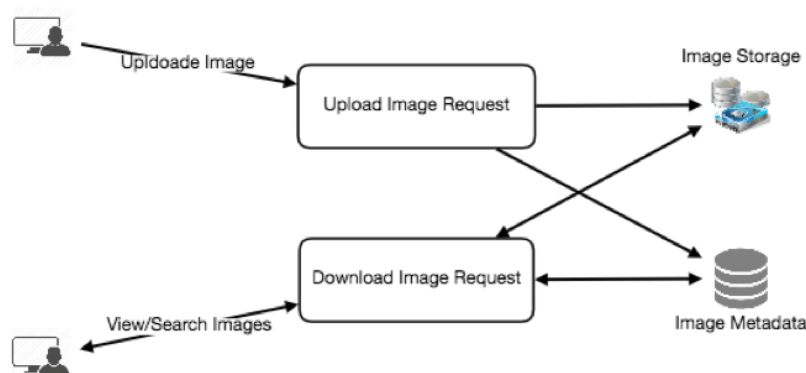 Upldoade Image
Image Storage
Upload Image Request
Download Image Request
View/Search Images
Image Metadata